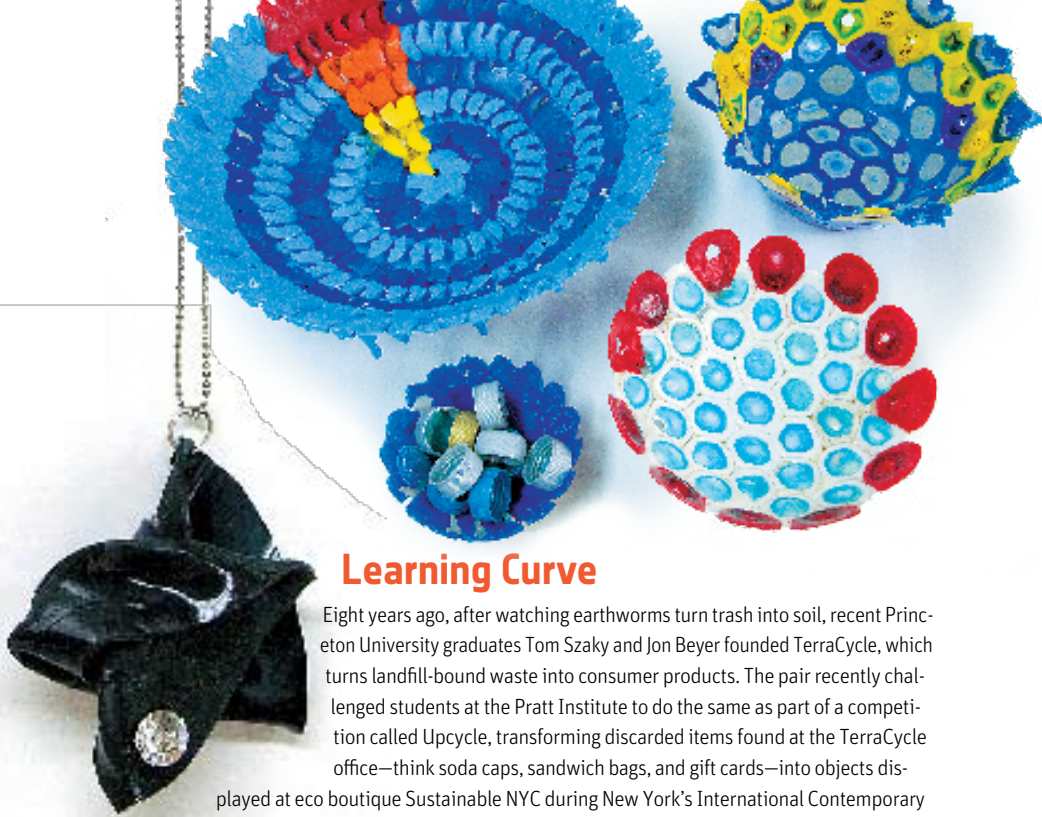 Learning Curve
Eight years ago, after watching earthworms turn trash into soil, recent Princ-
eton University graduates Tom Szaky and Jon Beyer founded TerraCycle, which
turns landfill-bound waste into consumer products. The pair recently chal-
lenged students at the Pratt Institute to do the same as part of a competi-
tion called Upcycle, transforming discarded items found at the TerraCycle
office—think soda caps, sandwich bags, and gift cards—into objects dis-
played at eco boutique Sustainable NYC during New York's International Contemporary